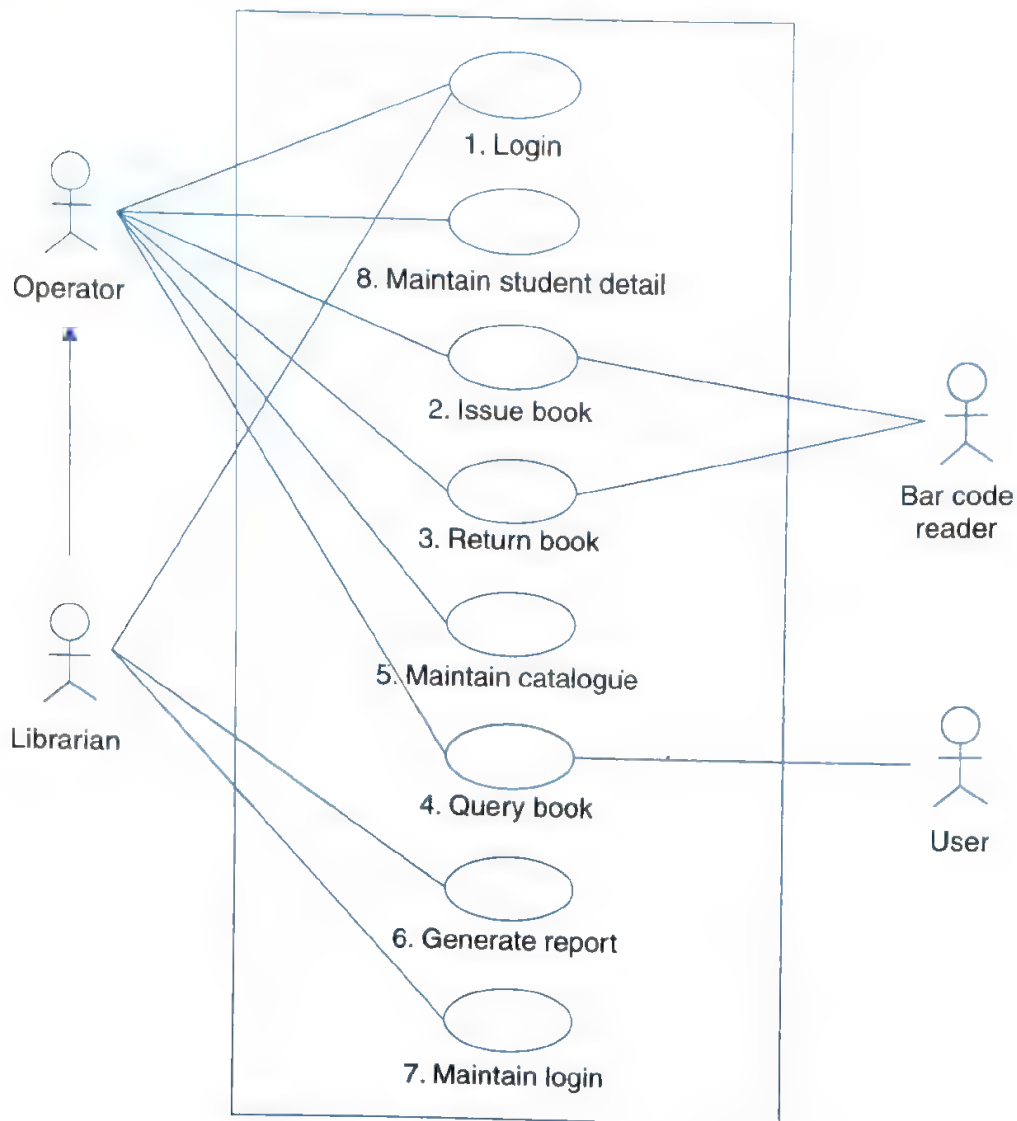 1. Login
8. Maintain student detail
Operator
2. Issue book
Bar code
reader
3. Return book
5. Maintain catalogue
Librarian
4. Query book
User
6. Generate report
7. Maintain login